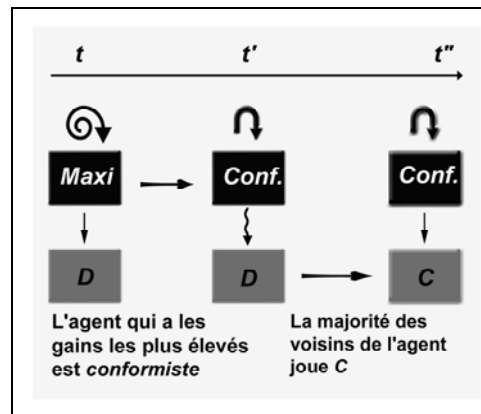 t t' t"
Maxi Conf. Conf.
D D C
L'agent qui a les
gains les plus élevés
est conformiste
La majorité des
voisins de l'agent
joue C